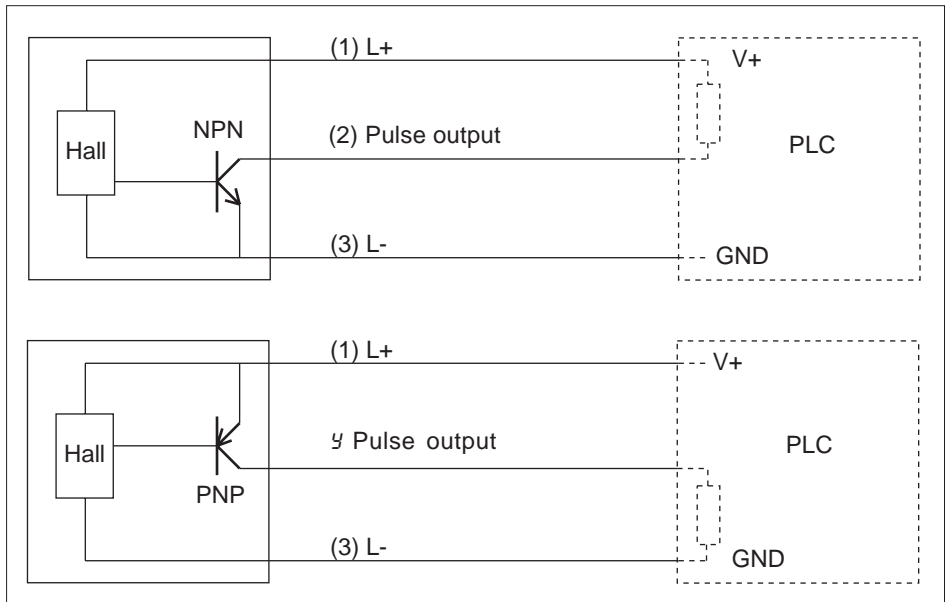 (1) L+
V+
NPN
Hall
(2) Pulse output
PLC
(3) L-
GND
(1) L+
V+
Hall
Pulse output
PLC
PNP
(3) L-
GND